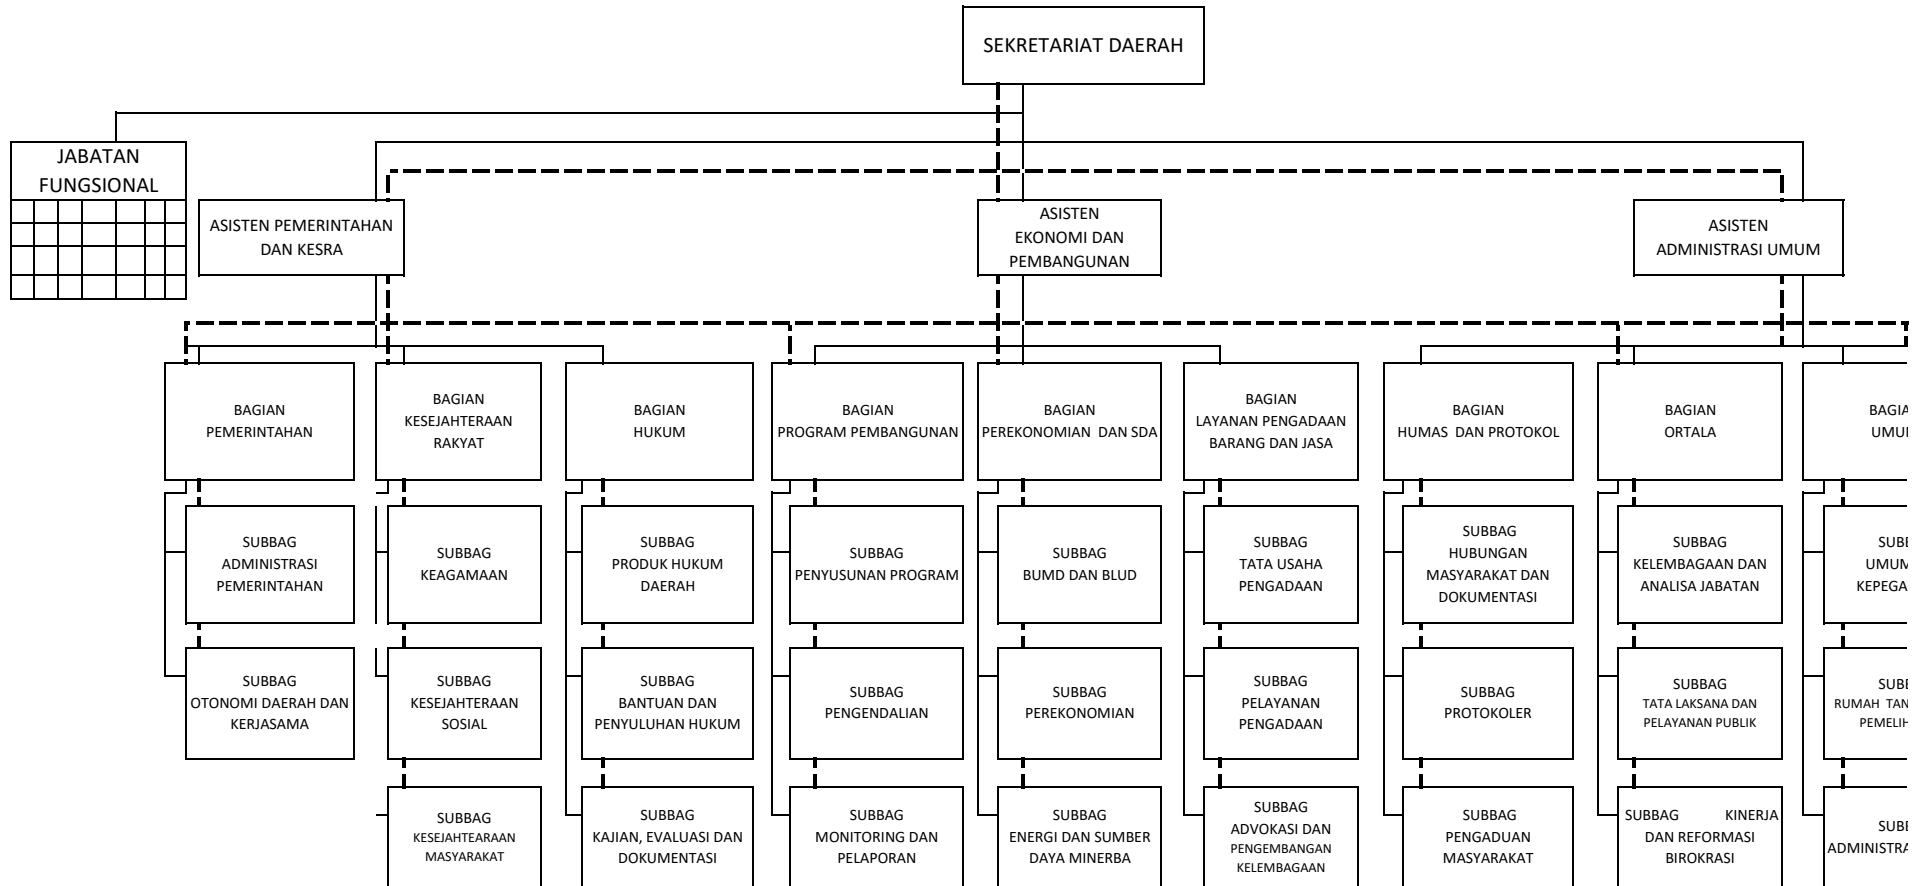 SEKRETARIAT DAERAH
JABATAN
FUNGSIONAL
ASISTEN PEMERINTAHAN
DAN KESRA
ASISTEN
EKONOMI DAN
PEMBANGUNAN
ASISTEN
ADMINISTRASI UMUM
BAGIAN
PEMERINTAHAN
BAGIAN
KESEJAHTERAAN
RAKYAT
BAGIAN
HUKUM
BAGIAN
PROGRAM PEMBANGUNAN
BAGIAN
PEREKONOMIAN DAN SDA
BAGIAN
LAYANAN PENGADAAN
BARANG DAN JASA
BAGIAN
HUMAS DAN PROTOKOL
BAGIAN
ORTALA
SUBBAG
ADMINISTRASI
PEMERINTAHAN
SUBBAG
KEAGAMAAN
SUBBAG
PRODUK HUKUM
DAERAH
SUBBAG
PENYUSUNAN PROGRAM
SUBBAG
BUMD DAN BLUD
SUBBAG
TATA USAHA
PENGADAAN
SUBBAG
HUBUNGAN
MASYARAKAT DAN
DOKUMENTASI
SUBBAG
KELEMBAGAAN DAN
ANALISA JABATAN
UMUM
SUBBAG
OTONOMI DAERAH DAN
KERJASAMA
SUBBAG
KESEJAHTERAAN
SOSIAL
SUBBAG
BANTUAN DAN
PENYULUHAN HUKUM
SUBBAG
PENGENDALIAN
SUBBAG
PEREKONOMIAN
SUBBAG
PELAYANAN
PENGADAAN
SUBBAG
PROTOKOLER
SUBBAG
TATA LAKSANA DAN
PELAYANAN PUBLIK
RUMAH
SUBBAG
KESEJAHTEARAAN
MASYARAKAT
SUBBAG
KAJIAN, EVALUASI DAN
DOKUMENTASI
SUBBAG
MONITORING DAN
PELAPORAN
SUBBAG
ENERGI DAN SUMBER
DAYA MINERBA
SUBBAG
ADVOKASI DAN
PENGEMBANGAN
KELEMBAGAAN
SUBBAG
PENGADUAN
MASYARAKAT
SUBBAG KINERJA
DAN REFORMASI
BIROKRASI